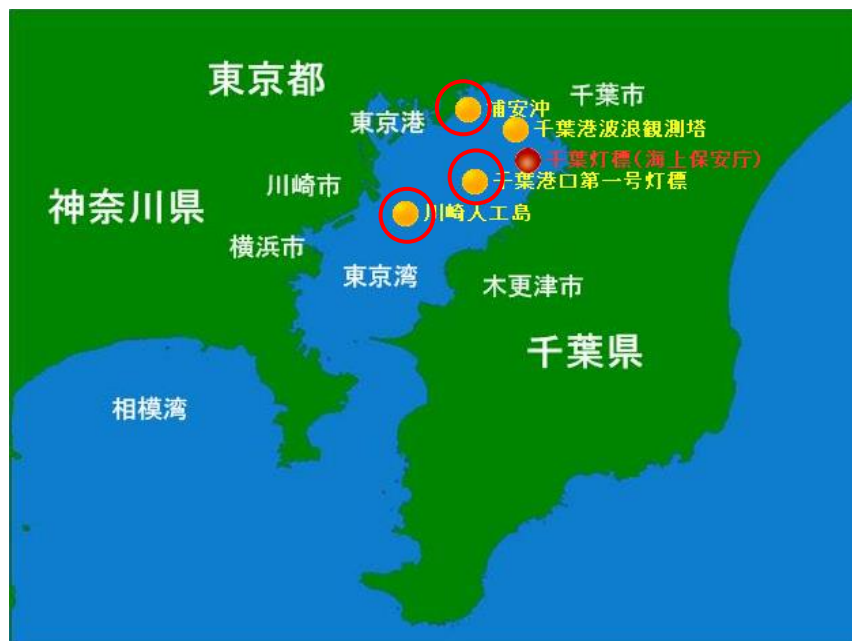 東京都
千葉市
浦安沖
東京港
千葉港波浪観測塔
千葉灯標(海上保安庁)
川崎市
千葉港口第一号灯標
神奈川県
川崎人工島
横浜市
東京湾
木更津市
千葉県
相模湾